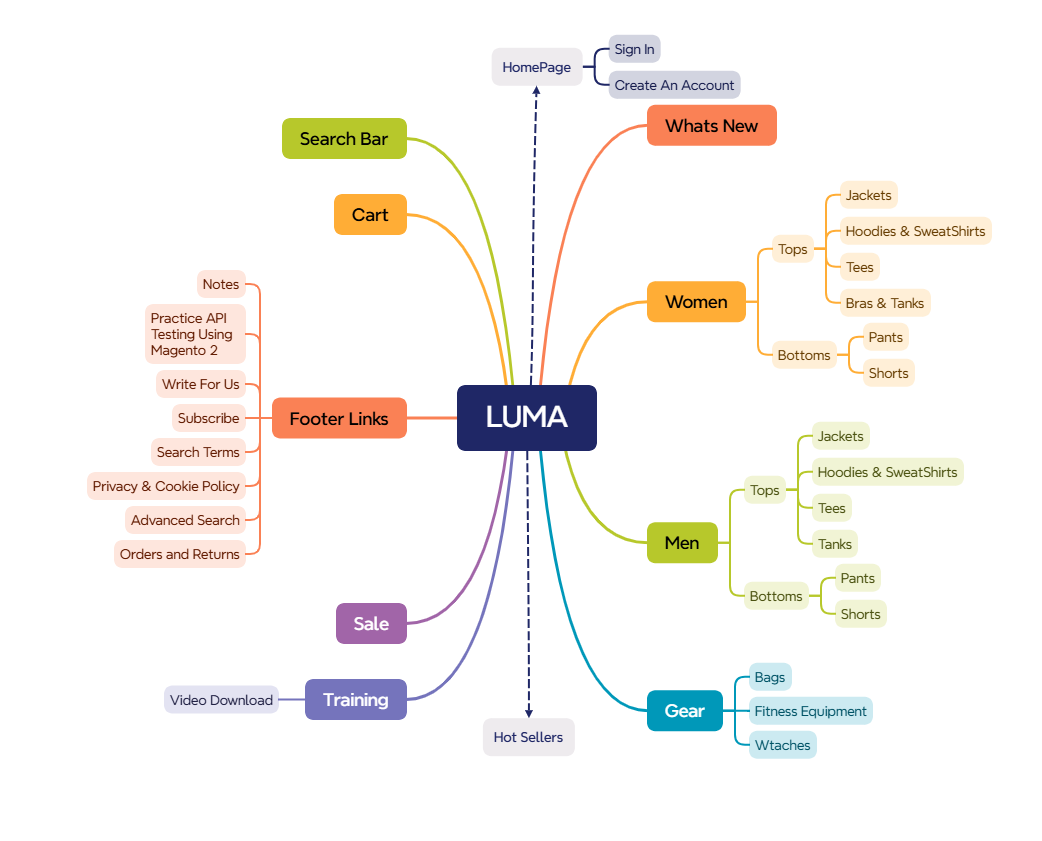 Sign In
HomePage
Create An Account
Whats New
Search Bar
Cart
Jackets
Hoodies & SweatShirts
Tops
Tees
Women
Bras & Tanks
Pants
Bottoms
Shorts
Notes
Practice API
Testing Using
Magento 2
Write For Us
Subscribe
Footer Links
Search Terms
Privacy & Cookie Policy
Advanced Search
Orders and Returns
LUMA
Jackets
Hoodies & SweatShirts
Tops
Tees
Tanks
Men
Pants
Bottoms
Shorts
Sale
Video Download
Training
Bags
Gear
Fitness Equipment
Wtaches
Hot Sellers